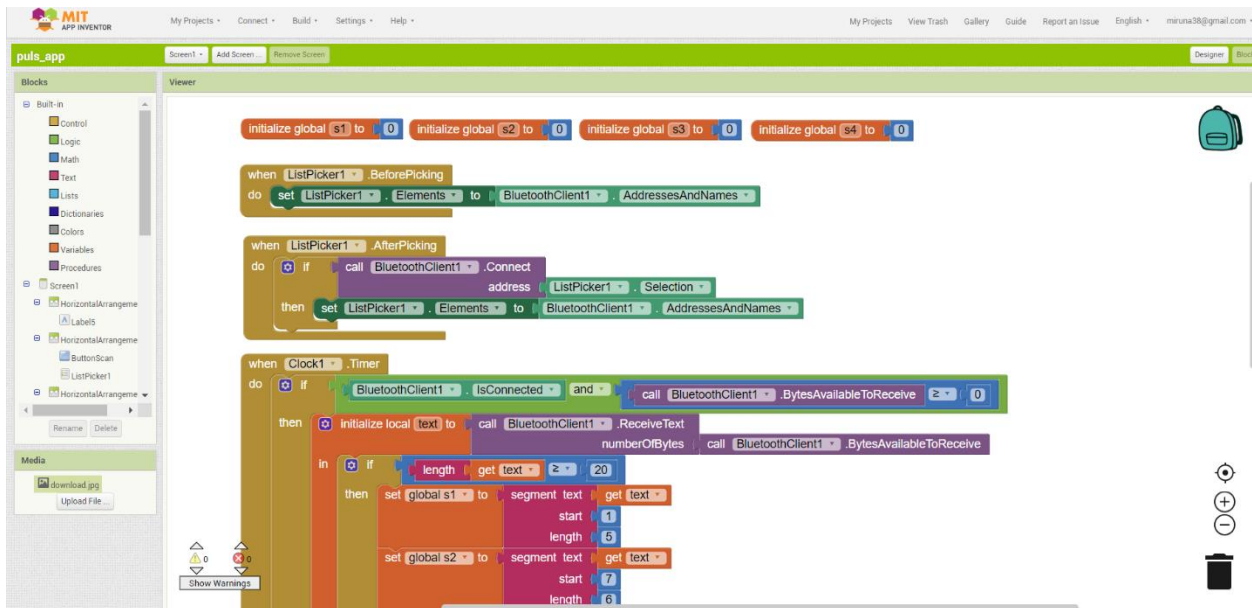 MIT
APP INVENTOR
My Projects Connect Build Settings Help My Projects View Trash Gallery Guide Report an Issue English miruna38@gmail.com
puls_app Screen1 Add Screen ... Remove Screen Designer
Blocks Viewer
Built-in
Control
Logic
Math
Text
Lists
Dictionaries
Colors
Variables
Procedures
Screen1
HorizontalArrangeme
Label5
HorizontalArrangeme
ButtonScan
ListPicker1
HorizontalArrangeme
Rename Delete
Media
download.jpg
Upload File ...
initialize global s1 to 0 initialize global s2 to 0 initialize global s3 to 0 initialize global s4 to 0
when ListPicker1 .BeforePicking
do set ListPicker1 . Elements to BluetoothClient1 . AddressesAndNames
when ListPicker1 .AfterPicking
do if call BluetoothClient1 .Connect
address ListPicker1 . Selection
then set ListPicker1 . Elements to BluetoothClient1 . AddressesAndNames
when Clock1 .Timer
do if BluetoothClient1 . IsConnected and call BluetoothClient1 .BytesAvailableToReceive ≥ 0
then initialize local text to call BluetoothClient1 .ReceiveText
numberOfBytes call BluetoothClient1 .BytesAvailableToReceive
in if length get text ≥ 20
then set global s1 to segment text get text
start 1
length 5
set global s2 to segment text get text
start 7
length 6
0 0
Show Warnings